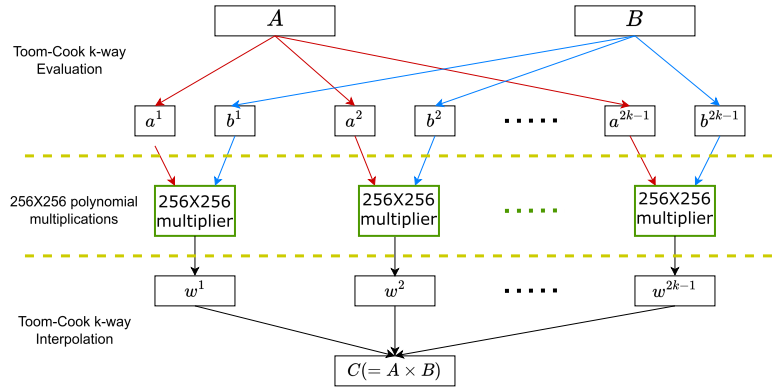 A B
Toom-Cook k-way
Evaluation
a^1 b^1 a^2 b^2 a^{2k-1} b^{2k-1}
256X256 polynomial
multiplications
256X256
multiplier
256X256
multiplier
256X256
multiplier
w^1 w^2 w^{2k-1}
Toom-Cook k-way
Interpolation
C(= A × B)